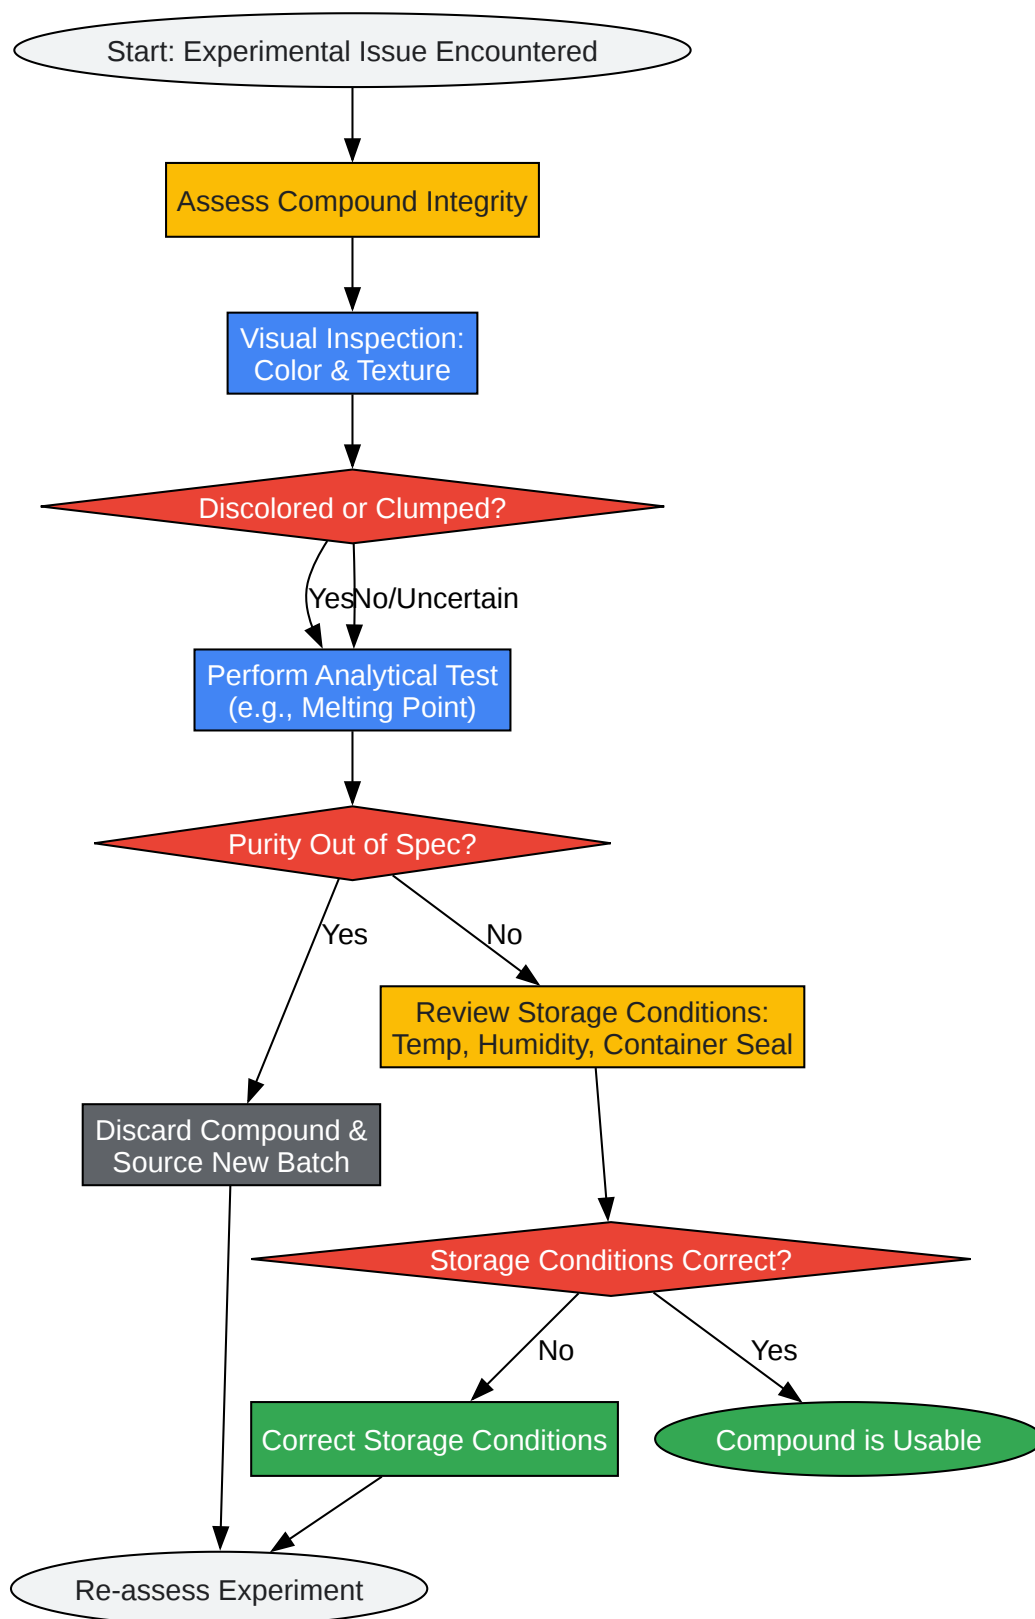 Start: Experimental Issue Encountered
Assess Compound Integrity
Visual Inspection:
Color & Texture
Discolored or Clumped?
Yes
No/Uncertain
Perform Analytical Test
(e.g., Melting Point)
Purity Out of Spec?
Yes
No
Review Storage Conditions:
Temp, Humidity, Container Seal
Discard Compound &
Source New Batch
Storage Conditions Correct?
No
Yes
Correct Storage Conditions
Compound is Usable
Re-assess Experiment